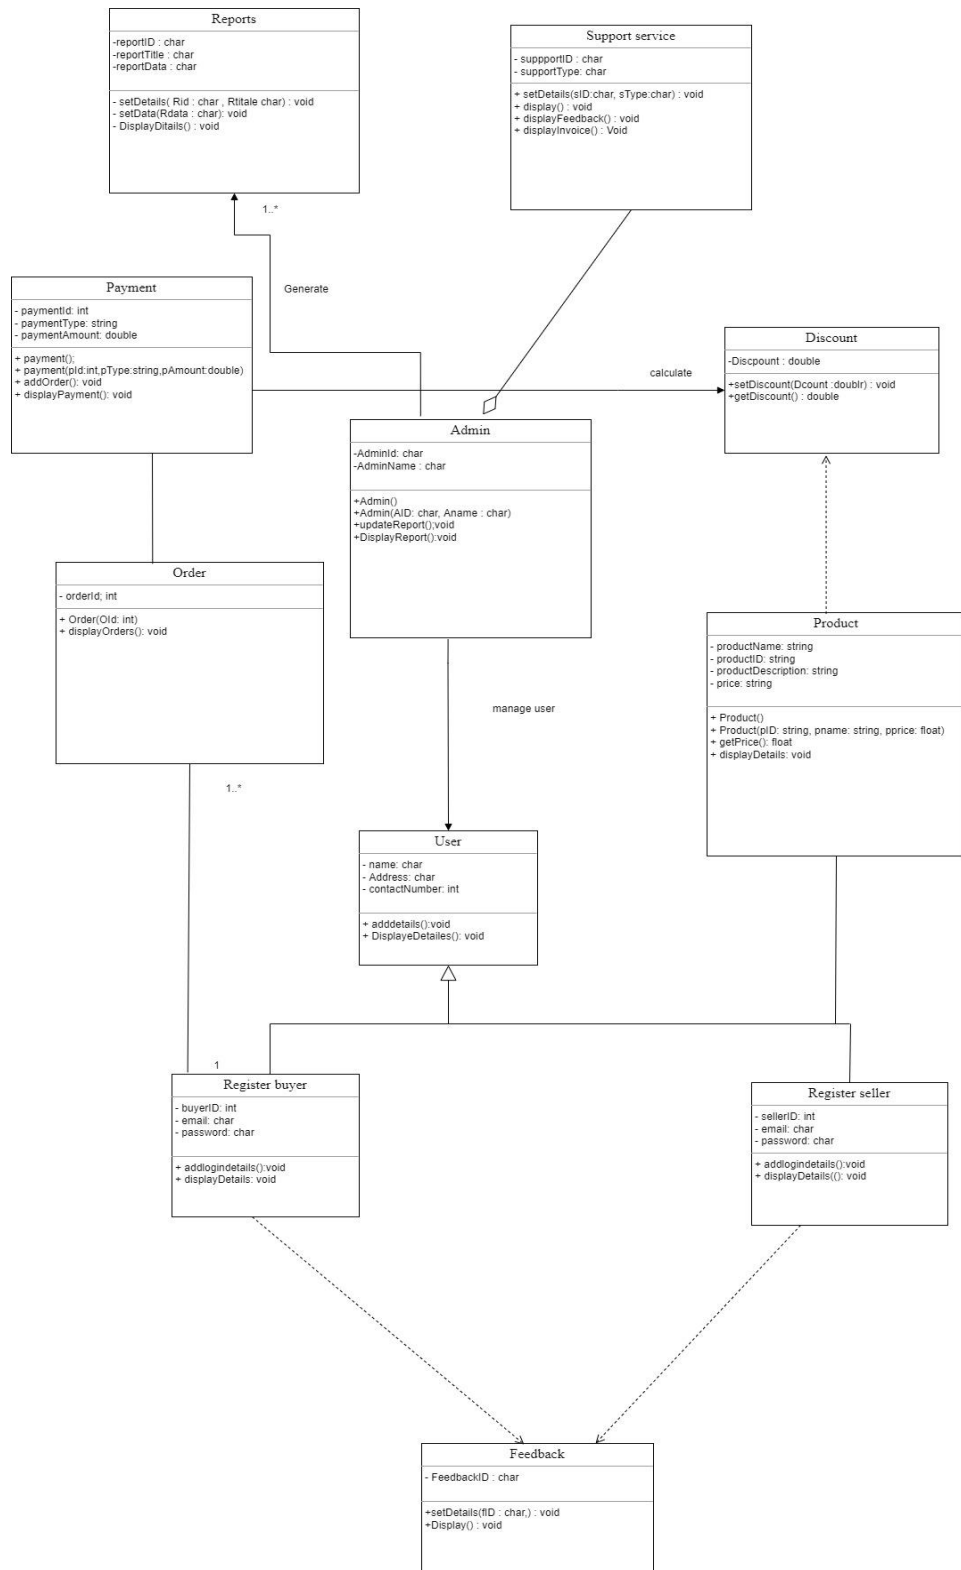 Reports
-reportID : char
-reportTitle : char
-reportData : char
- setDetails( Rid : char , Rtitale char) : void
- setData(Rdata : char): void
- DisplayDitails() : void
Support service
- suppportID : char
- supportType: char
+ setDetails(sID:char, sType:char) : void
+ display() : void
+ displayFeedback() : void
+ displayInvoice() : Void
1..*
Generate
Payment
- paymentId: int
- paymentType: string
- paymentAmount: double
+ payment();
+ payment(pId:int,pType:string,pAmount:double)
+ addOrder(): void
+ displayPayment(): void
calculate
Discount
-Discpount : double
+setDiscount(Dcount :doublr) : void
+getDiscount() : double
Admin
-AdminId: char
-AdminName : char
+Admin()
+Admin(AID: char, Aname : char)
+updateReport();void
+DisplayReport():void
Order
- orderId; int
+ Order(OId: int)
+ displayOrders(): void
Product
- productName: string
- productID: string
- productDescription: string
- price: string
+ Product()
+ Product(pID: string, pname: string, pprice: float)
+ getPrice(): float
+ displayDetails: void
manage user
1..*
User
- name: char
- Address: char
- contactNumber: int
+ adddetails():void
+ DisplayeDetailes(): void
1
Register buyer
- buyerID: int
- email: char
- password: char
+ addlogindetails():void
+ displayDetails: void
Register seller
- sellerID: int
- email: char
- password: char
+ addlogindetails():void
+ displayDetails((): void
Feedback
- FeedbackID : char
+setDetails(fID : char,) : void
+Display() : void